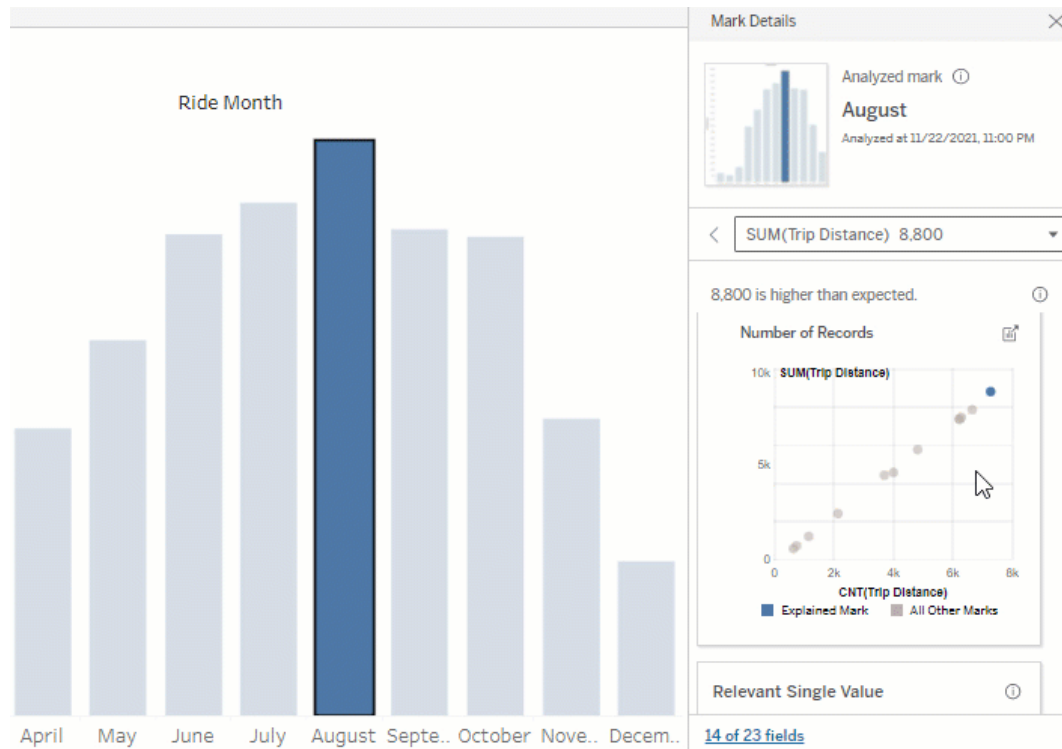 Ride Month
April May June July August Septe.. October Nove.. Decem..
Mark Details
Analyzed mark
August
Analyzed at 11/22/2021, 11:00 PM
SUM(Trip Distance) 8,800
8,800 is higher than expected.
Number of Records
10k SUM(Trip Distance)
5k
0
0 2k 4k 6k 8k
CNT(Trip Distance)
Explained Mark All Other Marks
Relevant Single Value
14 of 23 fields